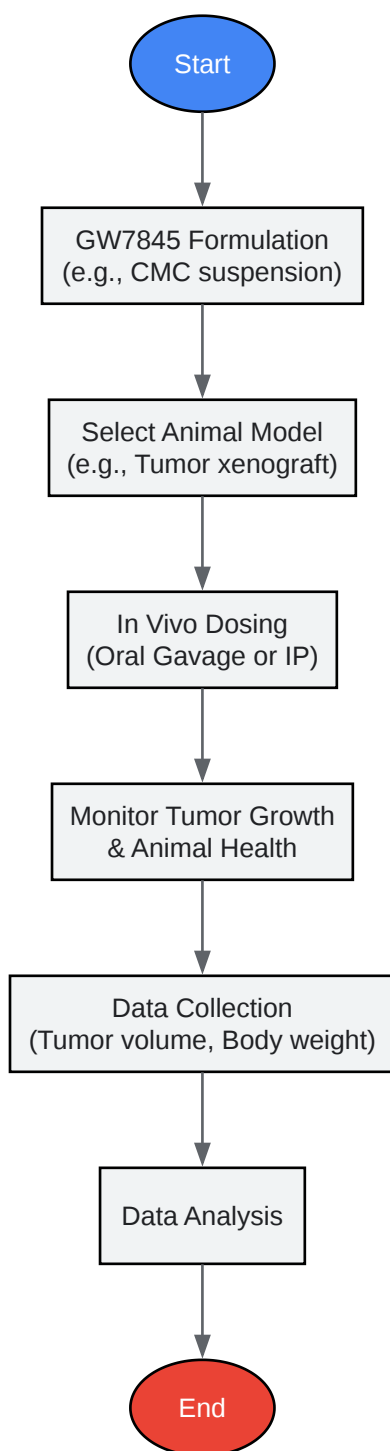 Start
GW7845 Formulation
(e.g., CMC suspension)
Select Animal Model
(e.g., Tumor xenograft)
In Vivo Dosing
(Oral Gavage or IP)
Monitor Tumor Growth
& Animal Health
Data Collection
(Tumor volume, Body weight)
Data Analysis
End